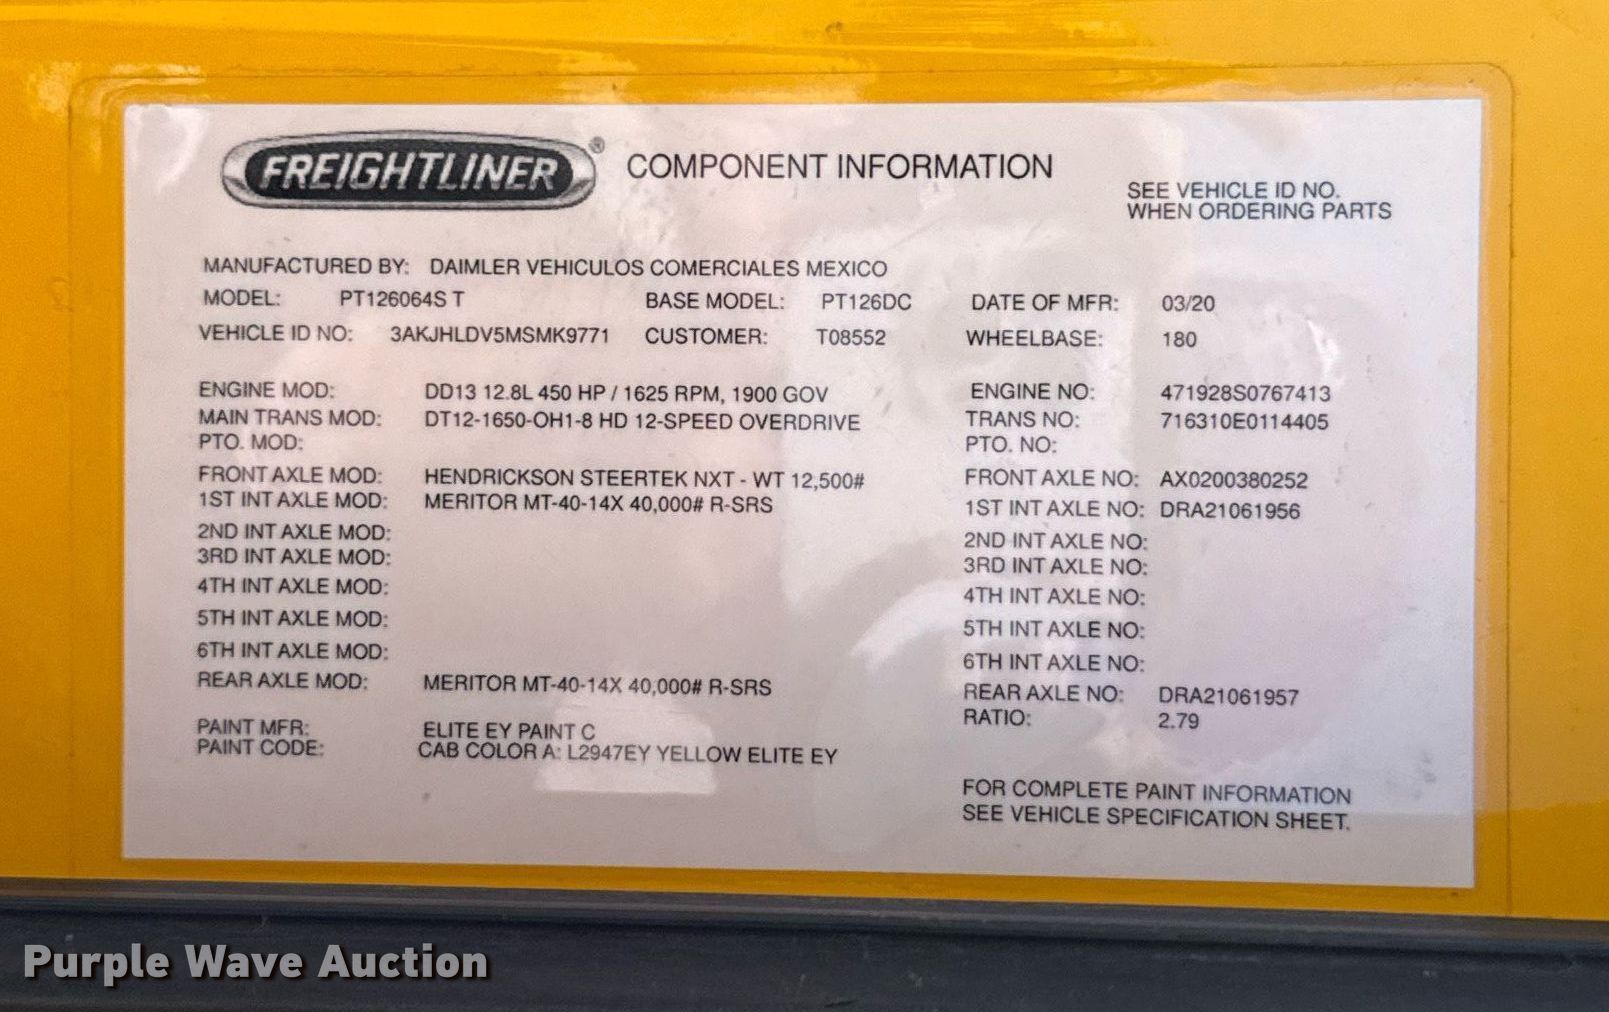 FREIGHTLINER® COMPONENT INFORMATION
SEE VEHICLE ID NO.
WHEN ORDERING PARTS
MANUFACTURED BY: DAIMLER VEHICULOS COMERCIALES MEXICO
MODEL: PT126064S T BASE MODEL: PT126DC DATE OF MFR: 03/20
VEHICLE ID NO: 3AKJHLDV5MSMK9771 CUSTOMER: T08552 WHEELBASE: 180
ENGINE MOD: DD13 12.8L 450 HP / 1625 RPM, 1900 GOV ENGINE NO: 471928S0767413
MAIN TRANS MOD: DT12-1650-OH1-8 HD 12-SPEED OVERDRIVE TRANS NO: 716310E0114405
PTO. MOD: PTO. NO:
FRONT AXLE MOD: HENDRICKSON STEERTEK NXT - WT 12,500# FRONT AXLE NO: AX0200380252
1ST INT AXLE MOD: MERITOR MT-40-14X 40,000# R-SRS 1ST INT AXLE NO: DRA21061956
2ND INT AXLE MOD: 2ND INT AXLE NO:
3RD INT AXLE MOD: 3RD INT AXLE NO:
4TH INT AXLE MOD: 4TH INT AXLE NO:
5TH INT AXLE MOD: 5TH INT AXLE NO:
6TH INT AXLE MOD: 6TH INT AXLE NO:
REAR AXLE MOD: MERITOR MT-40-14X 40,000# R-SRS REAR AXLE NO: DRA21061957
RATIO: 2.79
PAINT MFR: ELITE EY PAINT C
PAINT CODE: CAB COLOR A: L2947EY YELLOW ELITE EY
FOR COMPLETE PAINT INFORMATION
SEE VEHICLE SPECIFICATION SHEET.
Purple Wave Auction